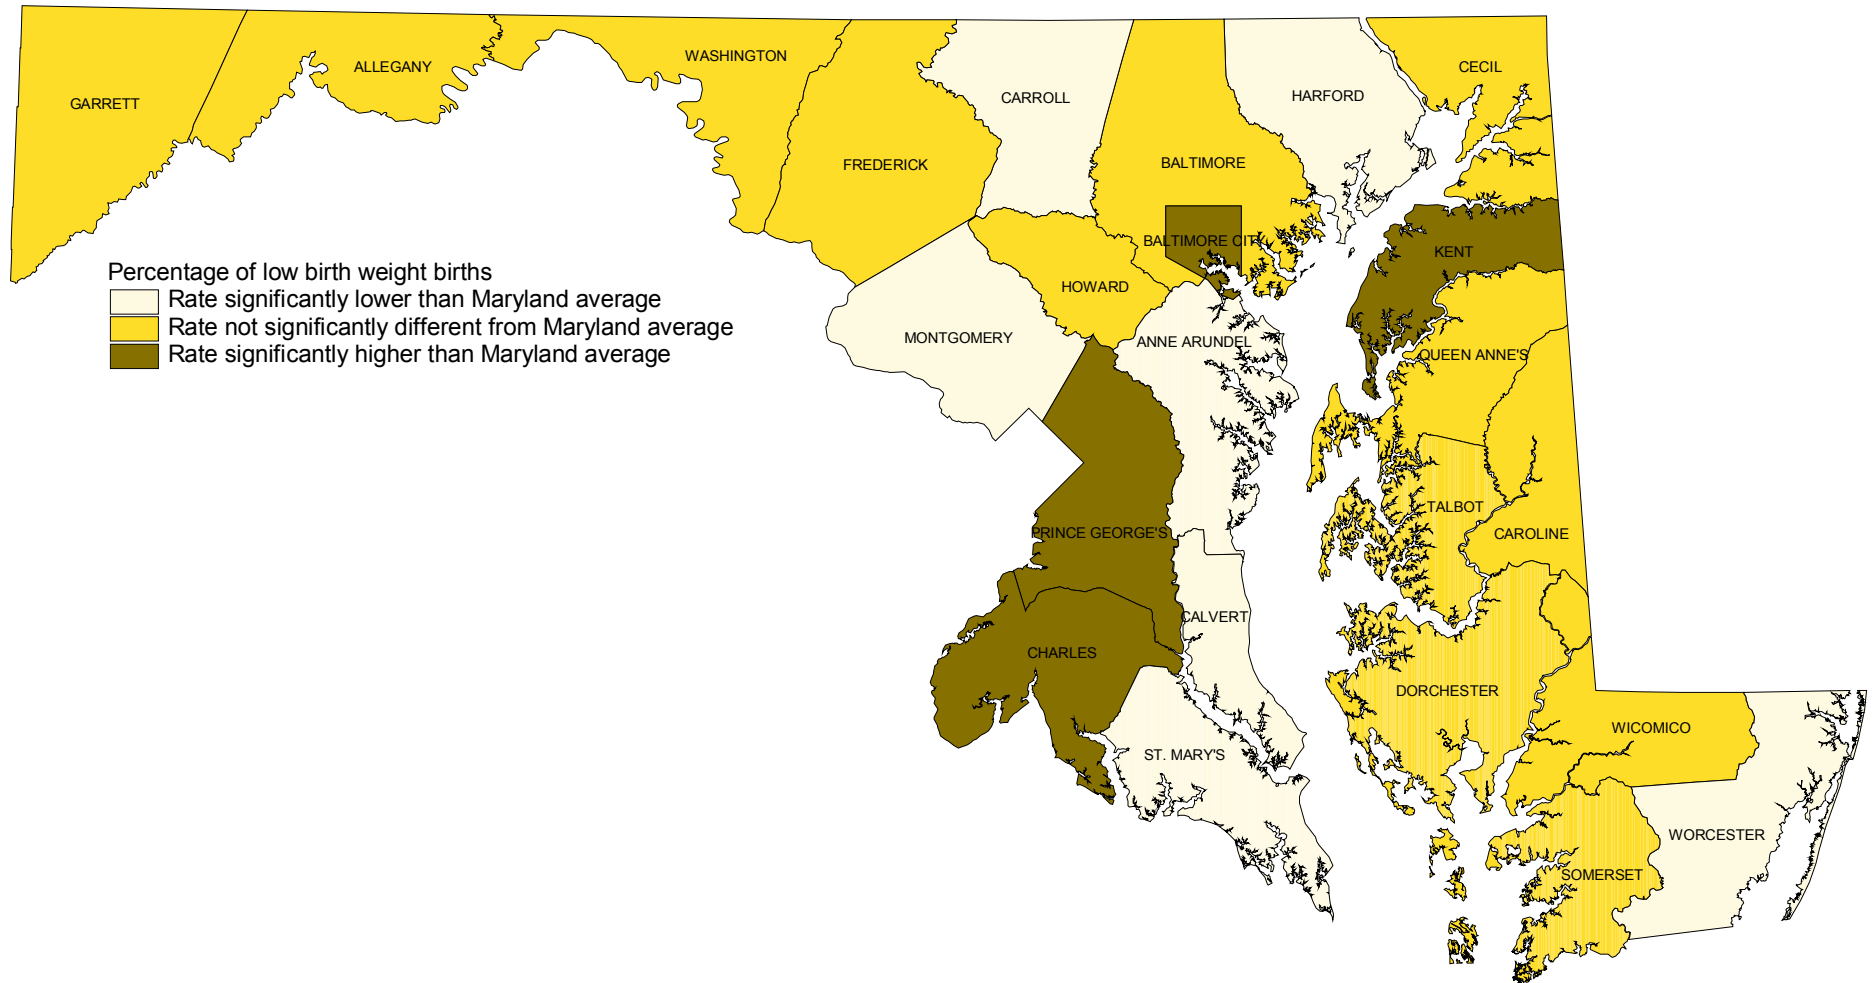 WASHINGTON
ALLEGANY
CECIL
GARRETT
CARROLL
HARFORD
FREDERICK
BALTIMORE
BALTIMORE CITY
KENT
Percentage of low birth weight births
Rate significantly lower than Maryland average
Rate not significantly different from Maryland average
Rate significantly higher than Maryland average
HOWARD
MONTGOMERY
ANNE ARUNDEL
QUEEN ANNE'S
TALBOT
PRINCE GEORGE'S
CAROLINE
CALVERT
CHARLES
DORCHESTER
WICOMICO
ST. MARY'S
WORCESTER
SOMERSET